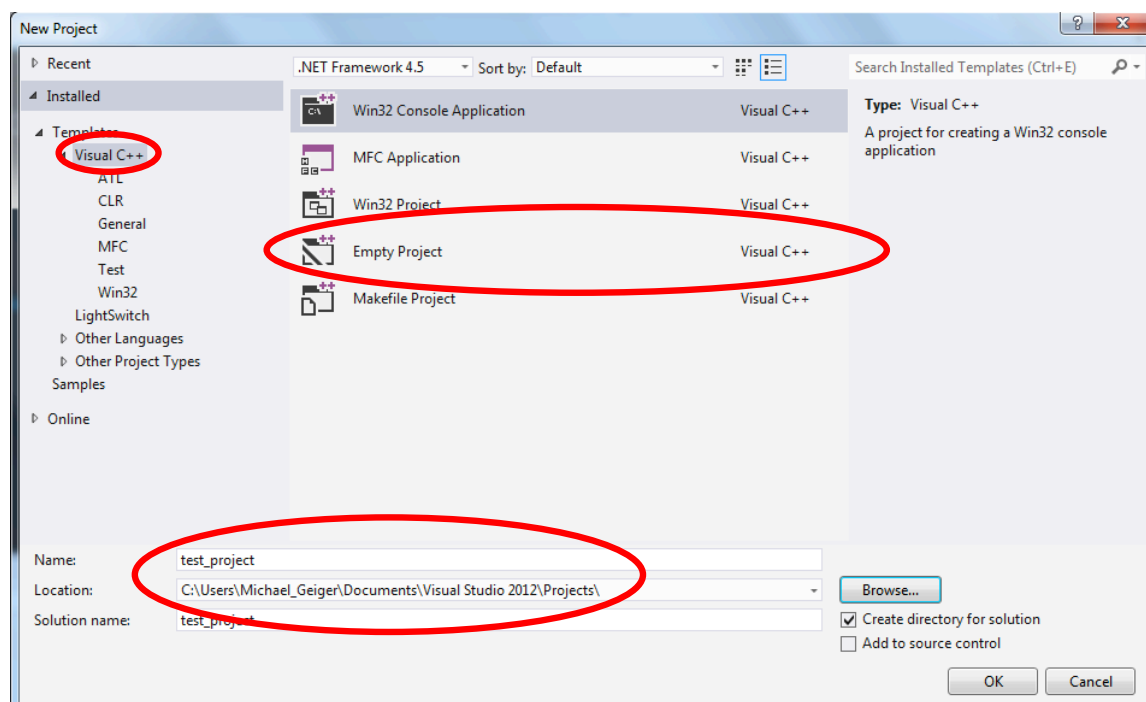 New Project
Recent
.NET Framework 4.5
Sort by: Default
Search Installed Templates (Ctrl+E)
Installed
Templates
Visual C++
ATL
CLR
General
MFC
Test
Win32
LightSwitch
Other Languages
Other Project Types
Samples
Online
Win32 Console Application Visual C++
MFC Application Visual C++
Win32 Project Visual C++
Empty Project Visual C++
Makefile Project Visual C++
Type: Visual C++
A project for creating a Win32 console
application
Name: test_project
Location: C:\Users\Michael_Geiger\Documents\Visual Studio 2012\Projects\
Browse...
Solution name: test_project
Create directory for solution
Add to source control
OK Cancel